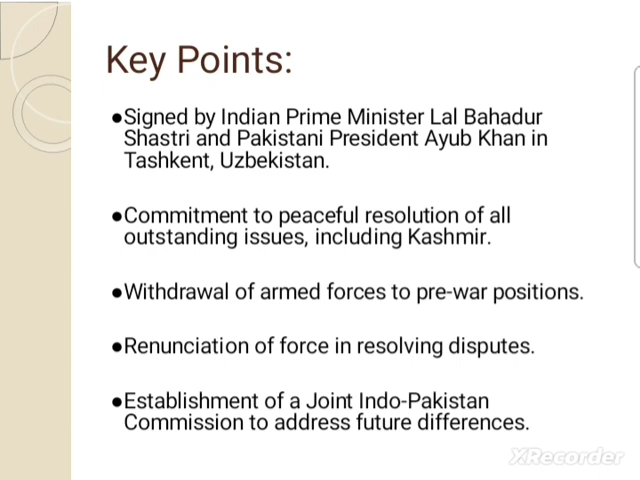 Key Points:
●Signed by Indian Prime Minister Lal Bahadur
Shastri and Pakistani President Ayub Khan in
Tashkent, Uzbekistan.
●Commitment to peaceful resolution of all
outstanding issues, including Kashmir.
●Withdrawal of armed forces to pre-war positions.
●Renunciation of force in resolving disputes.
●Establishment of a Joint Indo-Pakistan
Commission to address future differences.
XRecorder